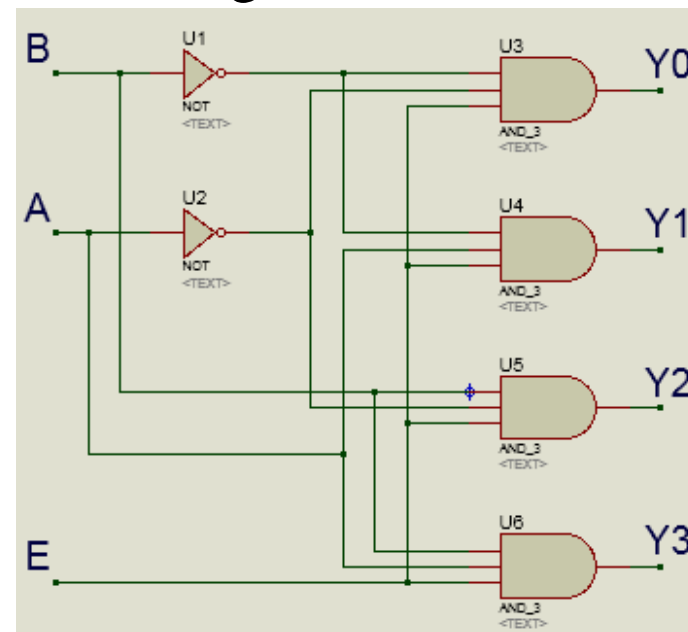 B
U1
NOT
<TEXT>
U3
AND_3
<TEXT>
Y0
A
U2
NOT
<TEXT>
U4
AND_3
<TEXT>
Y1
U5
AND_3
<TEXT>
Y2
E
U6
AND_3
<TEXT>
Y3